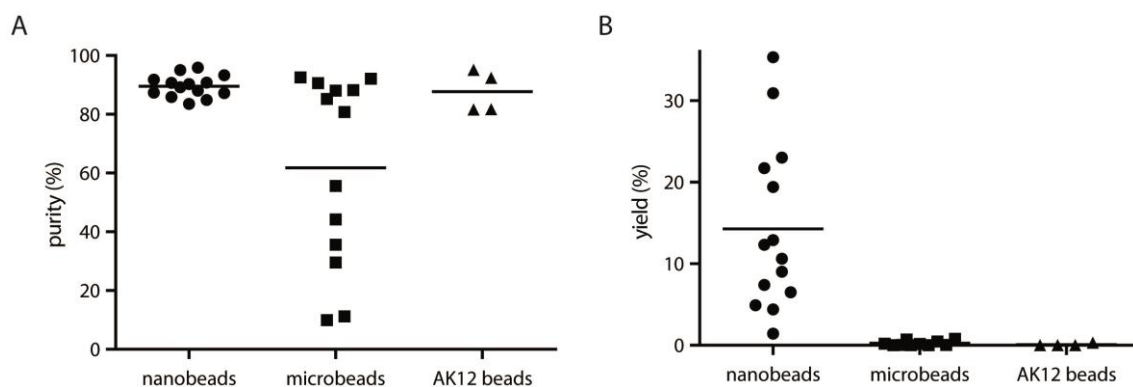 A
purity (%)
100
80
60
40
20
0
nanobeads
microbeads
AK12 beads
B
yield (%)
30
20
10
0
nanobeads
microbeads
AK12 beads